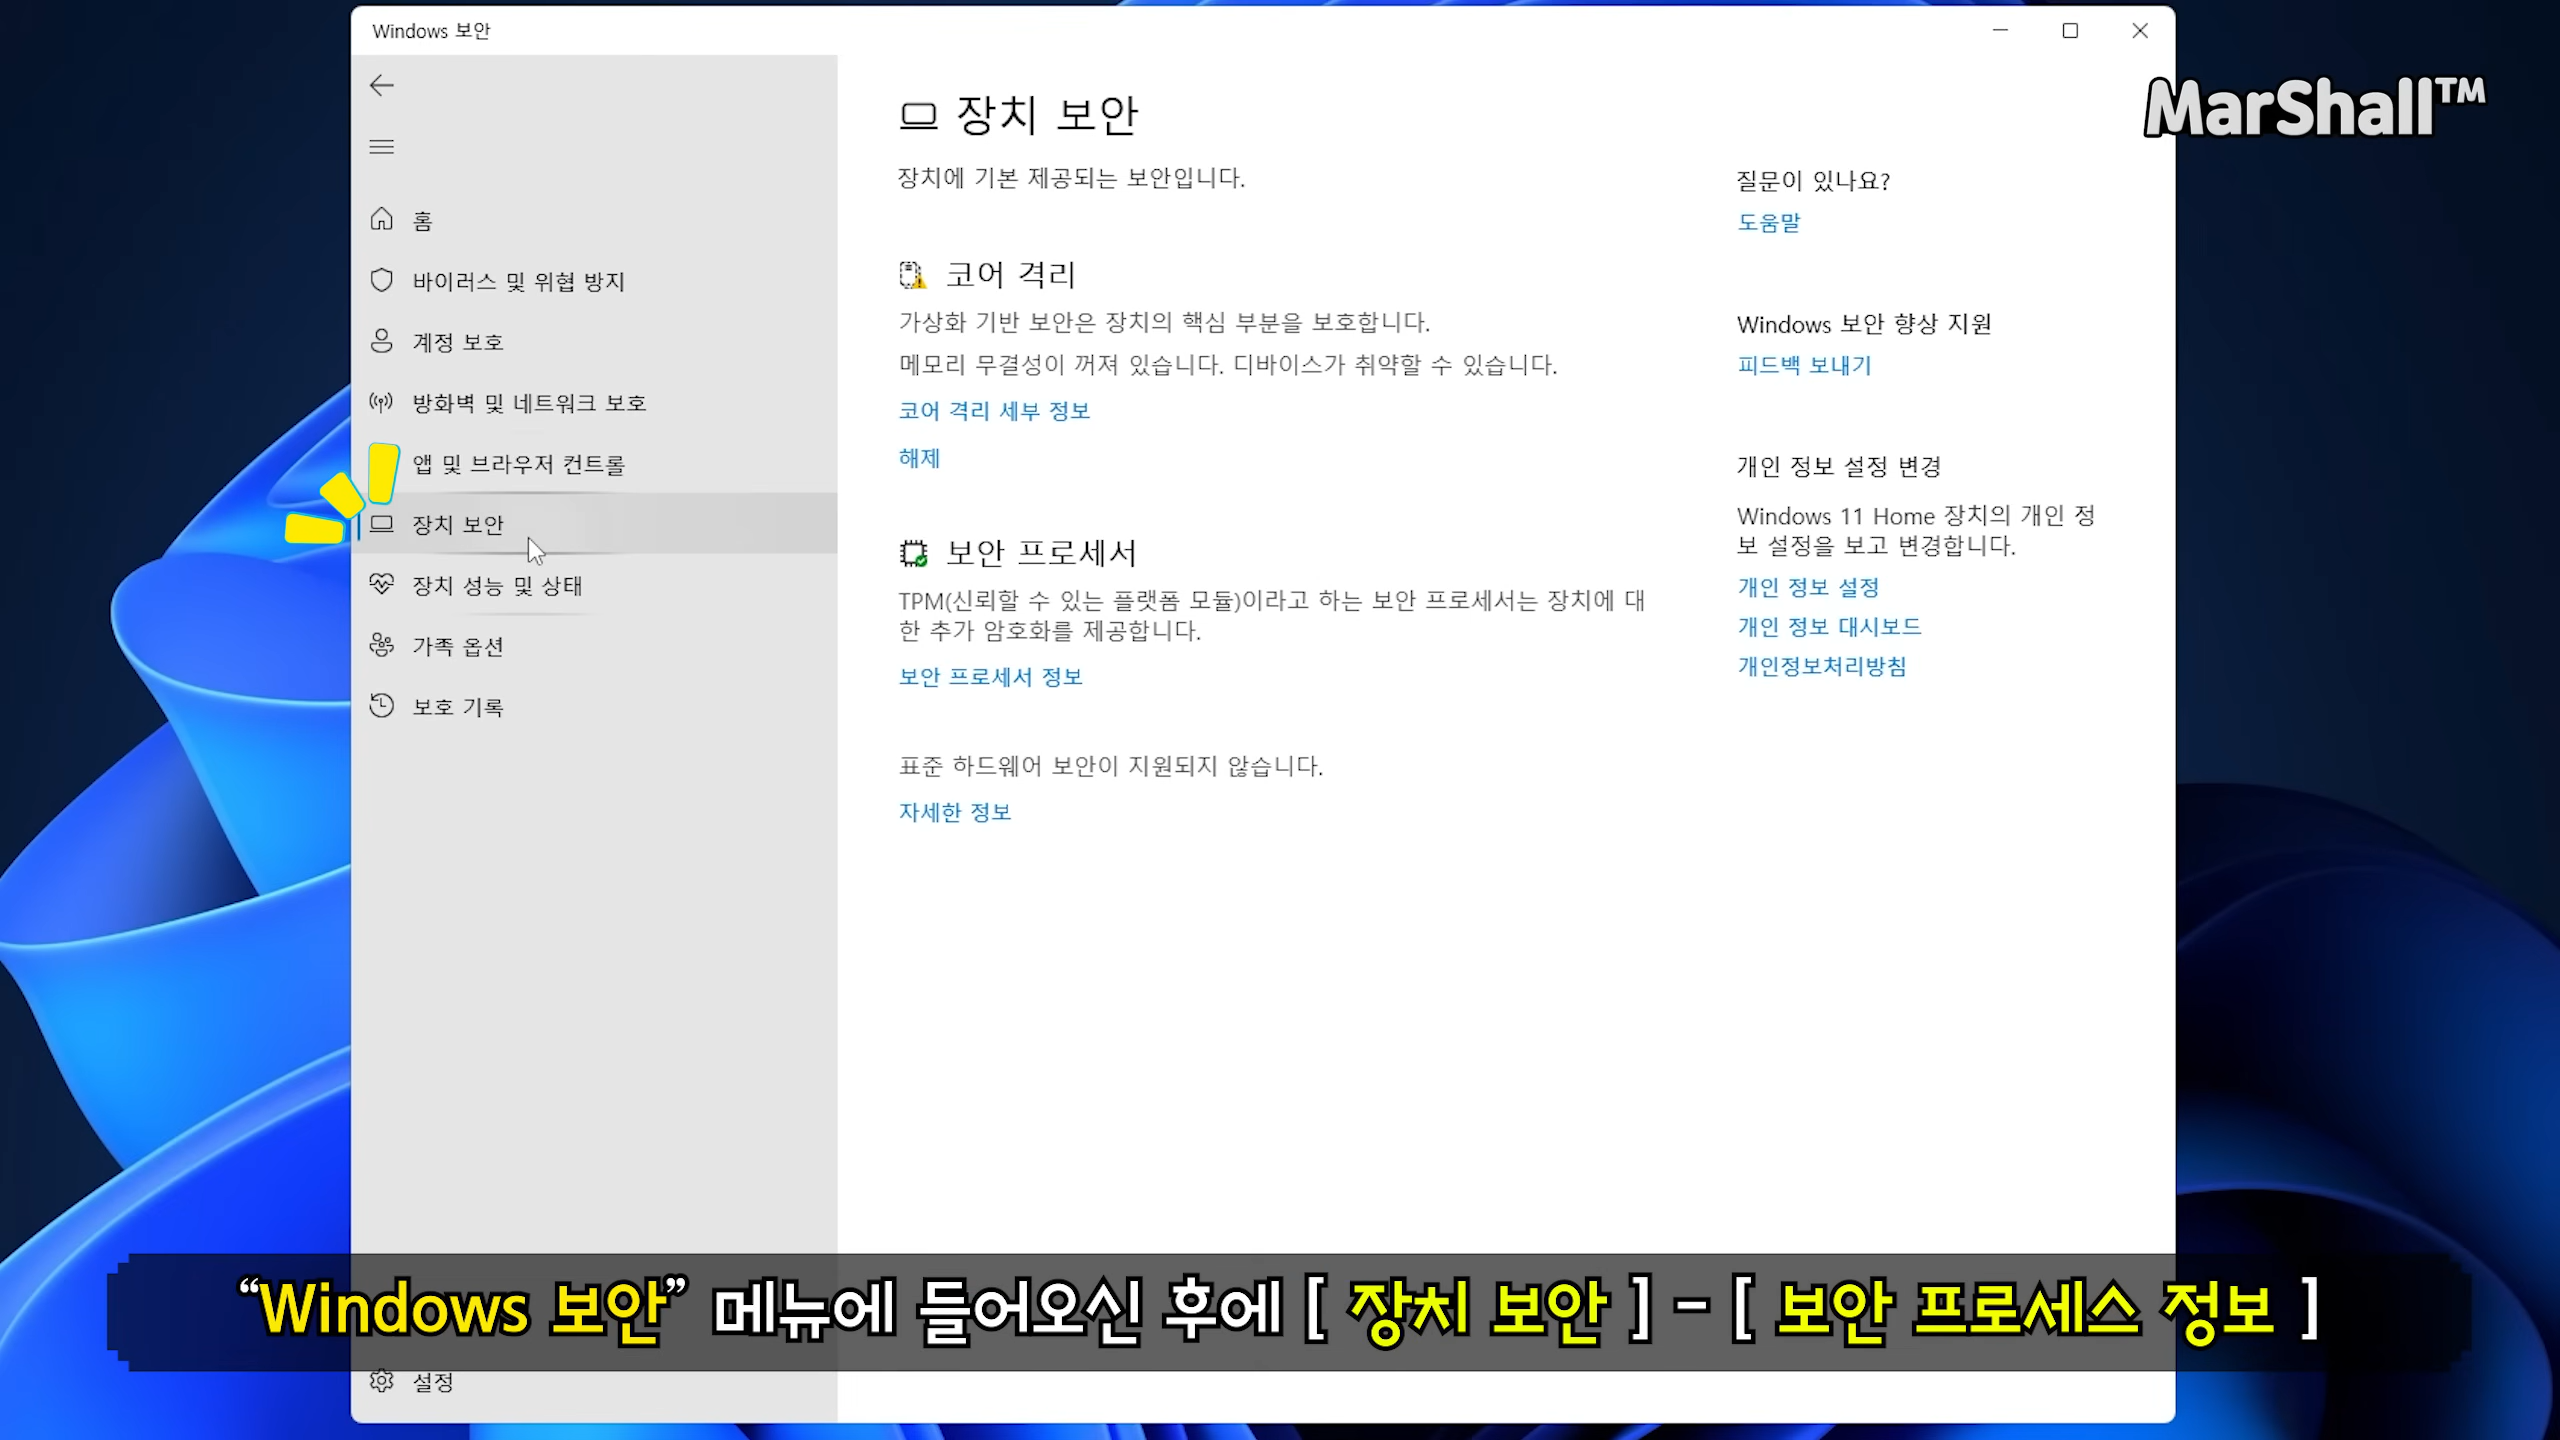 Windows 보안
MarShall™
홈
바이러스 및 위협 방지
계정 보호
방화벽 및 네트워크 보호
앱 및 브라우저 컨트롤
장치 보안
장치 성능 및 상태
가족 옵션
보호 기록
설정
장치 보안
장치에 기본 제공되는 보안입니다.
코어 격리
가상화 기반 보안은 장치의 핵심 부분을 보호합니다.
메모리 무결성이 꺼져 있습니다. 디바이스가 취약할 수 있습니다.
코어 격리 세부 정보
해제
보안 프로세서
TPM(신뢰할 수 있는 플랫폼 모듈)이라고 하는 보안 프로세서는 장치에 대
한 추가 암호화를 제공합니다.
보안 프로세서 정보
표준 하드웨어 보안이 지원되지 않습니다.
자세한 정보
질문이 있나요?
도움말
Windows 보안 향상 지원
피드백 보내기
개인 정보 설정 변경
Windows 11 Home 장치의 개인 정
보 설정을 보고 변경합니다.
개인 정보 설정
개인 정보 대시보드
개인정보처리방침
“Windows 보안” 메뉴에 들어오신 후에 [ 장치 보안 ] - [ 보안 프로세스 정보 ]